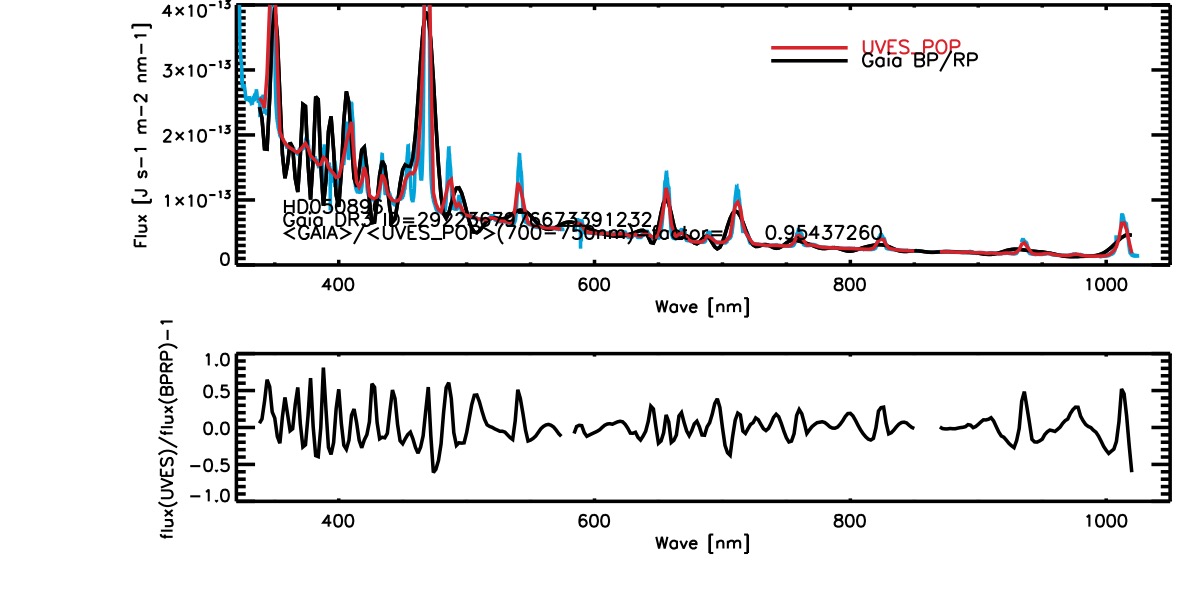 4×10−13
3×10−13
2×10−13
1×10−13
0
Flux [J s−1 m−2 nm−1]
UVES_POP
Gaia BP/RP
<GAIA>/<UVES_POP>(700−750nm)=factor= 0.95437260
400 600 800 1000
Wave [nm]
1.0
0.5
0.0
−0.5
−1.0
flux(UVES)/flux(BPRP)−1
400 600 800 1000
Wave [nm]